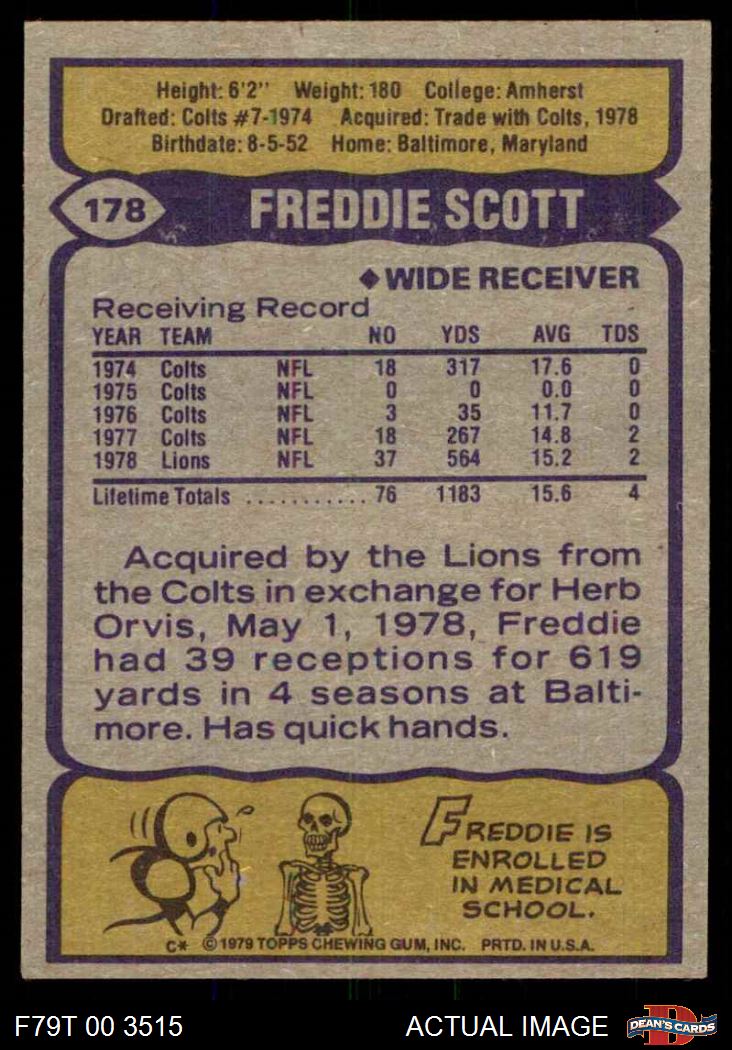 Height: 6'2" Weight: 180 College: Amherst
Drafted: Colts #7-1974 Acquired: Trade with Colts, 1978
Birthdate: 8-5-52 Home: Baltimore, Maryland
178 FREDDIE SCOTT
◆WIDE RECEIVER
Receiving Record
YEAR TEAM NO YDS AVG TDS
1974 Colts NFL 18 317 17.6 0
1975 Colts NFL 0 0 0.0 0
1976 Colts NFL 3 35 11.7 0
1977 Colts NFL 18 267 14.8 2
1978 Lions NFL 37 564 15.2 2
Lifetime Totals ........... 76 1183 15.6 4
Acquired by the Lions from
the Colts in exchange for Herb
Orvis, May 1, 1978, Freddie
had 39 receptions for 619
yards in 4 seasons at Balti-
more. Has quick hands.
FREDDIE IS
ENROLLED
IN MEDICAL
SCHOOL.
C* ©1979 TOPPS CHEWING GUM, INC. PRTD. IN U.S.A.
F79T 00 3515 ACTUAL IMAGE D DEAN'S CARDS